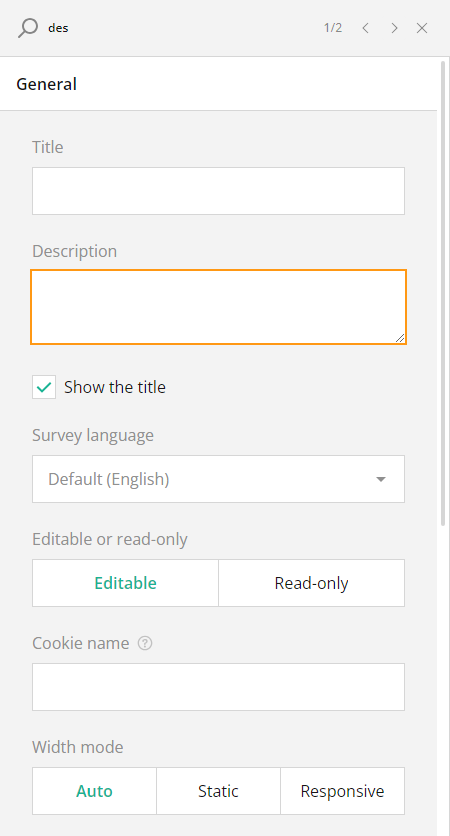 des 1/2
General
Title
Description
Show the title
Survey language
Default (English)
Editable or read-only
Editable Read-only
Cookie name ?
Width mode
Auto Static Responsive